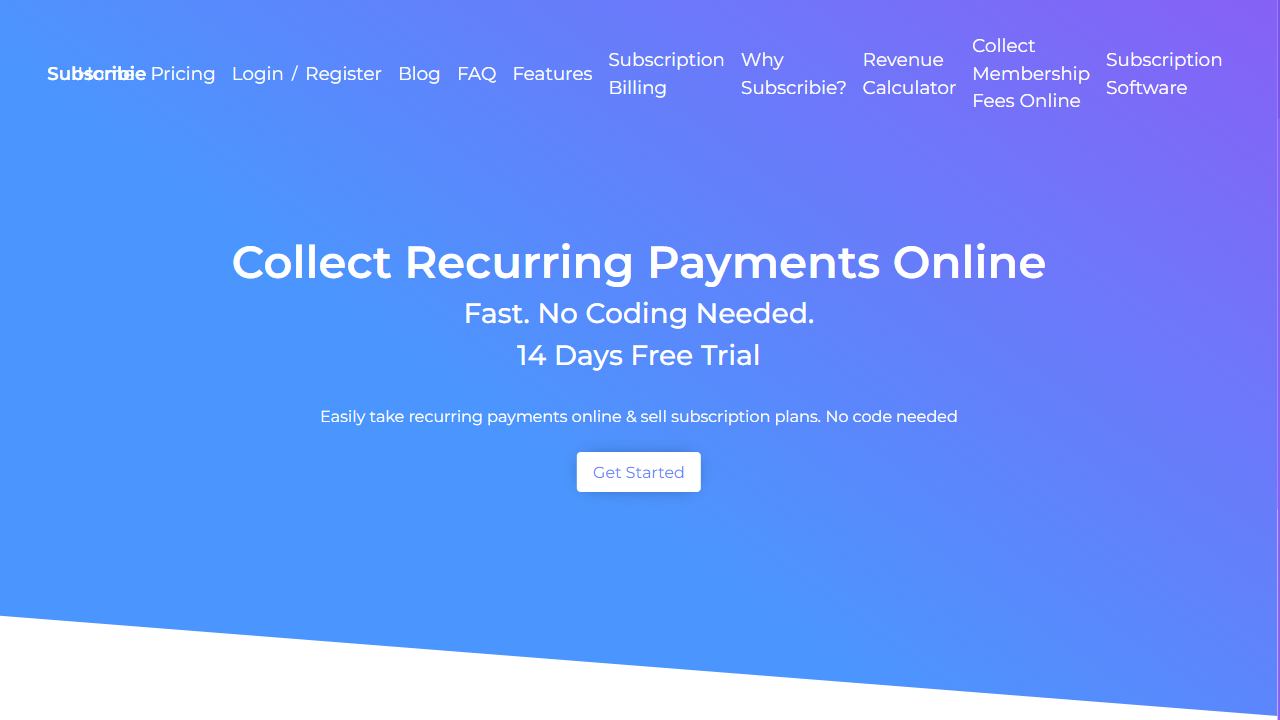 Subscribie
Home
Pricing
Login / Register
Blog
FAQ
Features
Subscription
Billing
Why
Subscribie?
Revenue
Calculator
Collect
Membership
Fees Online
Subscription
Software
Collect Recurring Payments Online
Fast. No Coding Needed.
14 Days Free Trial
Easily take recurring payments online & sell subscription plans. No code needed
Get Started